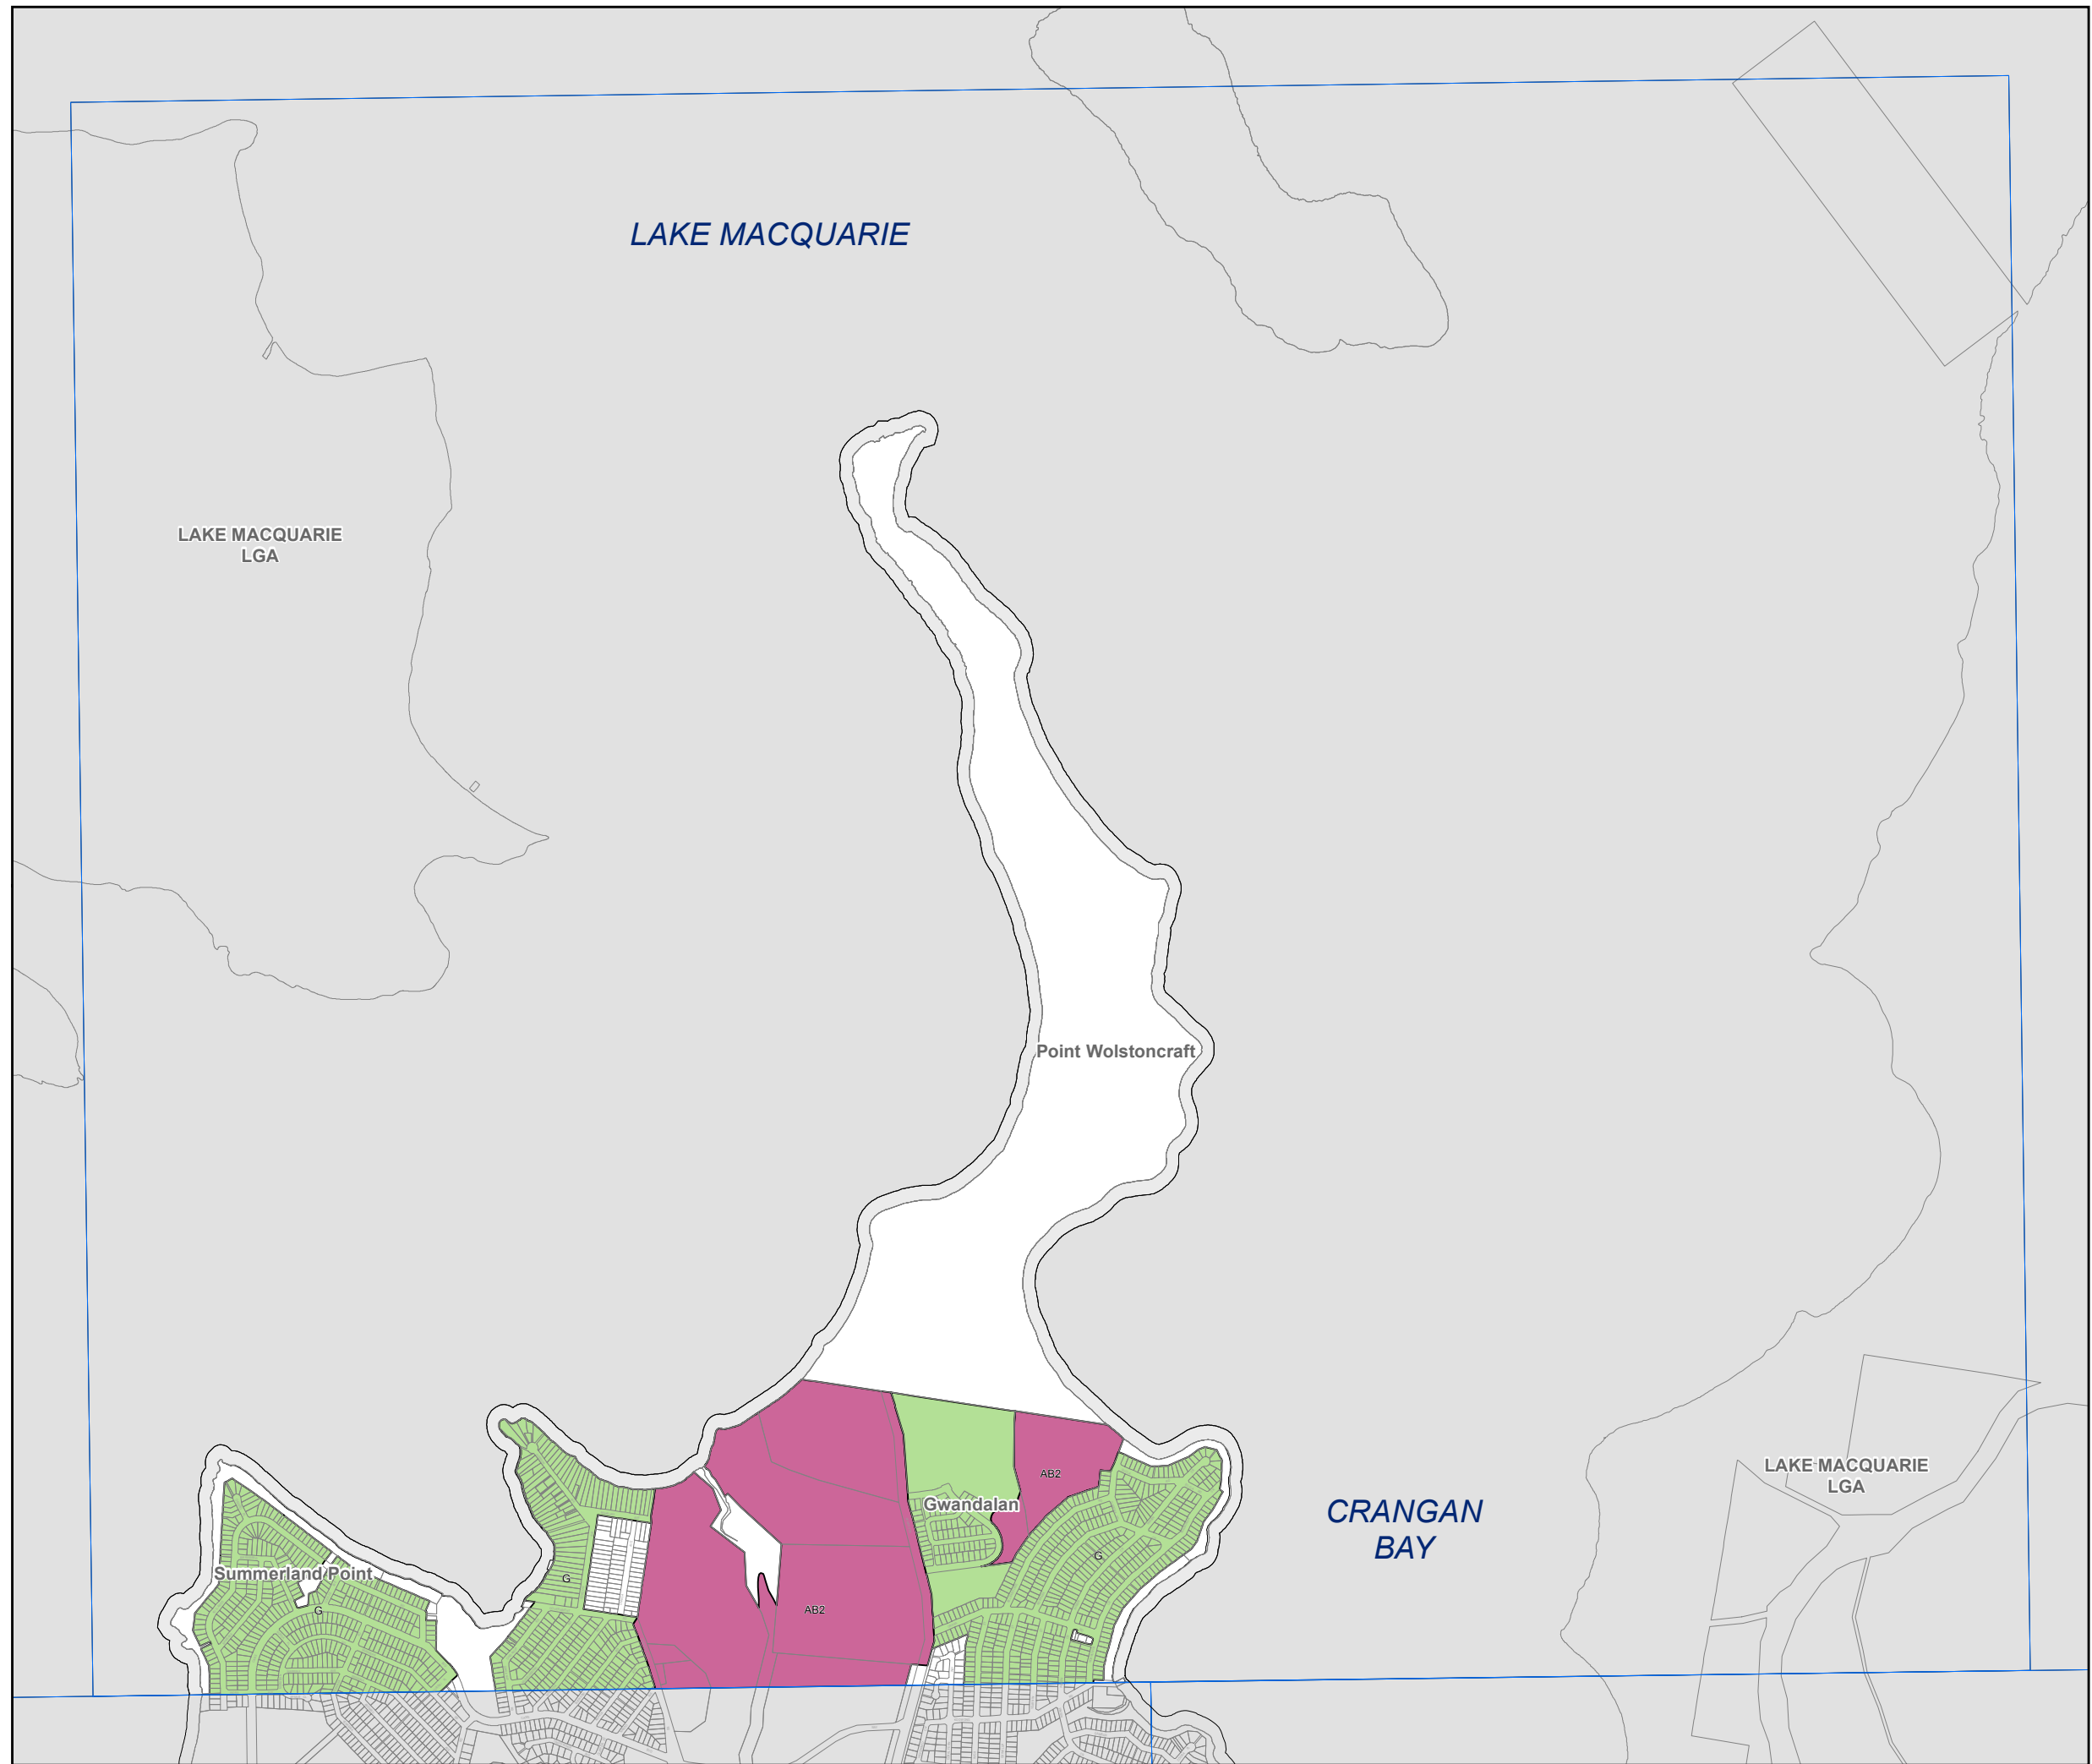 LAKE MACQUARIE
LAKE MACQUARIE
LGA
Point Wolstoncraft
AB2
Gwandalan
LAKE MACQUARIE
LGA
CRANGAN
BAY
G
Summerland Point
G
G
AB2